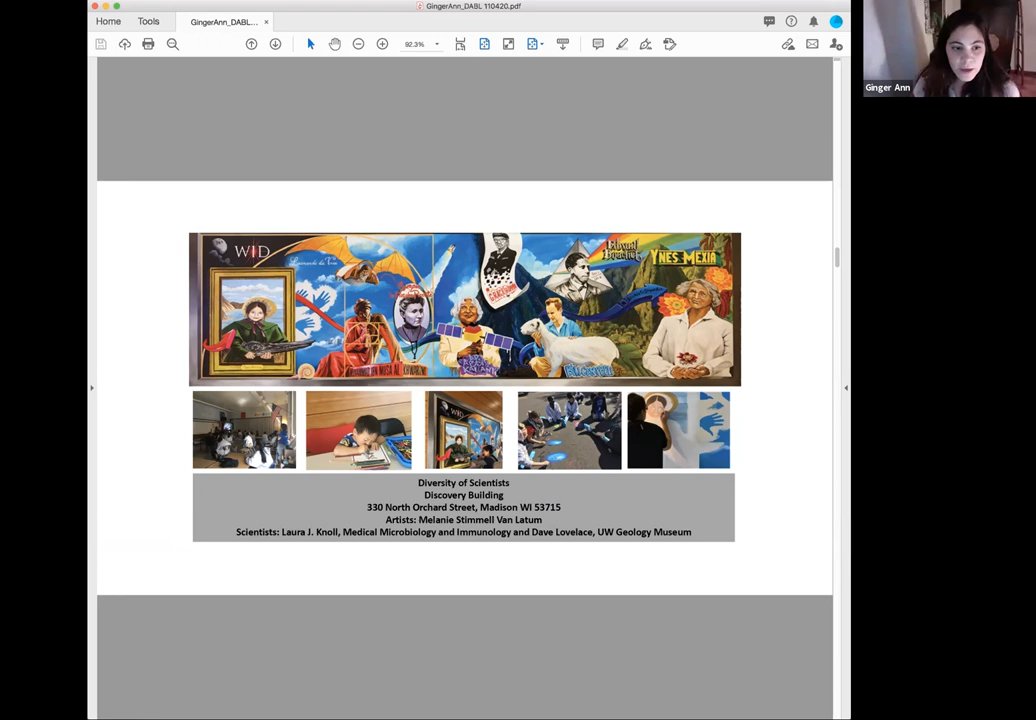 GingerAnn_DABL 110420.pdf
Home Tools GingerAnn_DABL... ×
92.3%
Ginger Ann
WID
Leonardo da Vinci
Edward Bouchet
YNES MEXIA
Diversity of Scientists
Discovery Building
330 North Orchard Street, Madison WI 53715
Artists: Melanie Stimmell Van Latum
Scientists: Laura J. Knoll, Medical Microbiology and Immunology and Dave Lovelace, UW Geology Museum